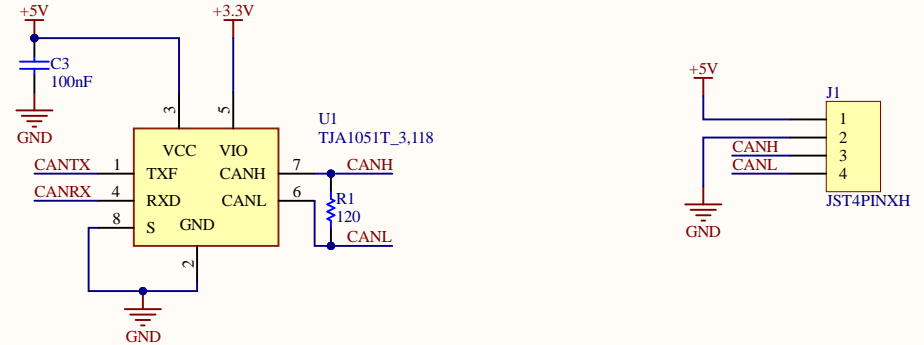 +5V
+3.3V
C3
100nF
GND
3
5
U1
TJA1051T_3,118
VCC
VIO
CANTX
1
TXF
CANH
7
CANH
CANRX
4
RXD
CANL
6
R1
120
8
S
GND
CANL
2
GND
+5V
J1
1
2
CANH
3
CANL
4
JST4PINXH
GND